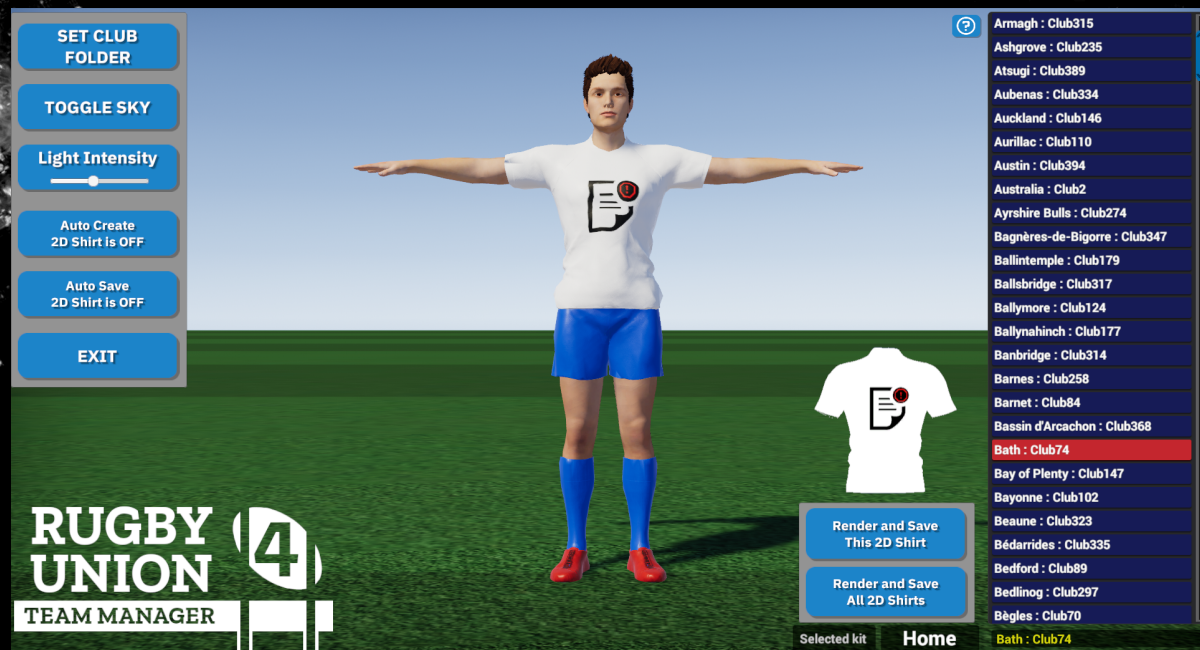 SET CLUB
FOLDER
TOGGLE SKY
Light Intensity
Auto Create
2D Shirt is OFF
Auto Save
2D Shirt is OFF
EXIT
RUGBY
UNION
4
TEAM MANAGER
?
!
!
Render and Save
This 2D Shirt
Render and Save
All 2D Shirts
Selected kit
Home
Armagh : Club315
Ashgrove : Club235
Atsugi : Club389
Aubenas : Club334
Auckland : Club146
Aurillac : Club110
Austin : Club394
Australia : Club2
Ayrshire Bulls : Club274
Bagnères-de-Bigorre : Club347
Ballintemple : Club179
Ballsbridge : Club317
Ballymore : Club124
Ballynahinch : Club177
Banbridge : Club314
Barnes : Club258
Barnet : Club84
Bassin d'Arcachon : Club368
Bath : Club74
Bay of Plenty : Club147
Bayonne : Club102
Beaune : Club323
Bédarrides : Club335
Bedford : Club89
Bedlinog : Club297
Bègles : Club70
Bath : Club74